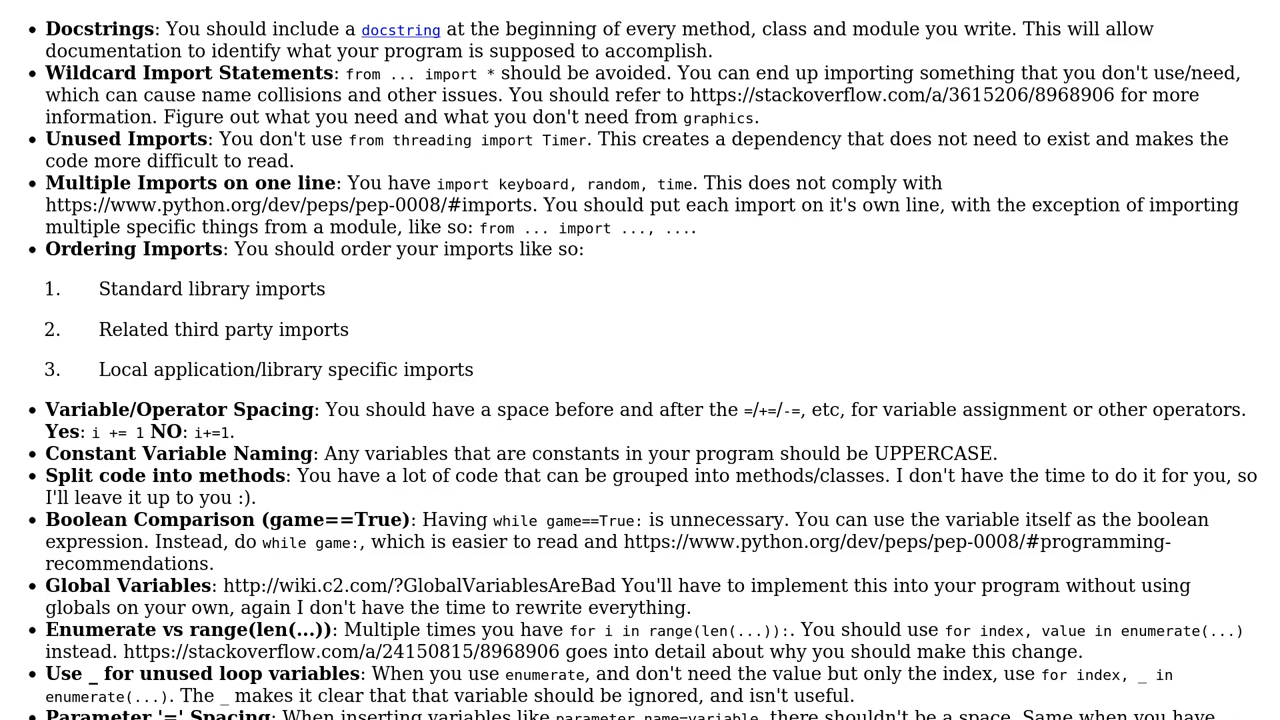 • Docstrings: You should include a docstring at the beginning of every method, class and module you write. This will allow
documentation to identify what your program is supposed to accomplish.
• Wildcard Import Statements: from ... import * should be avoided. You can end up importing something that you don't use/need,
which can cause name collisions and other issues. You should refer to https://stackoverflow.com/a/3615206/8968906 for more
information. Figure out what you need and what you don't need from graphics.
• Unused Imports: You don't use from threading import Timer. This creates a dependency that does not need to exist and makes the
code more difficult to read.
• Multiple Imports on one line: You have import keyboard, random, time. This does not comply with
https://www.python.org/dev/peps/pep-0008/#imports. You should put each import on it's own line, with the exception of importing
multiple specific things from a module, like so: from ... import ..., ....
• Ordering Imports: You should order your imports like so:
1. Standard library imports
2. Related third party imports
3. Local application/library specific imports
• Variable/Operator Spacing: You should have a space before and after the =/+=/-=, etc, for variable assignment or other operators.
Yes: i += 1 NO: i+=1.
• Constant Variable Naming: Any variables that are constants in your program should be UPPERCASE.
• Split code into methods: You have a lot of code that can be grouped into methods/classes. I don't have the time to do it for you, so
I'll leave it up to you :).
• Boolean Comparison (game==True): Having while game==True: is unnecessary. You can use the variable itself as the boolean
expression. Instead, do while game:, which is easier to read and https://www.python.org/dev/peps/pep-0008/#programming-
recommendations.
• Global Variables: http://wiki.c2.com/?GlobalVariablesAreBad You'll have to implement this into your program without using
globals on your own, again I don't have the time to rewrite everything.
• Enumerate vs range(len(...)): Multiple times you have for i in range(len(...)):. You should use for index, value in enumerate(...)
instead. https://stackoverflow.com/a/24150815/8968906 goes into detail about why you should make this change.
• Use _ for unused loop variables: When you use enumerate, and don't need the value but only the index, use for index, _ in
enumerate(...). The _ makes it clear that that variable should be ignored, and isn't useful.
• Parameter '=' Spacing: When inserting variables like parameter_name=variable, there shouldn't be a space. Same when you have